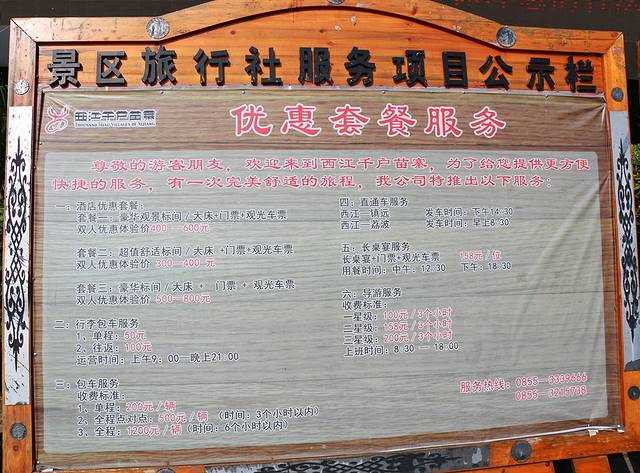 景区旅行社服务项目公示栏
西江千户苗寨
THOUSAND MIAO VILLAGES OF XIJIANG
优惠套餐服务
尊敬的游客朋友，欢迎来到西江千户苗寨，为了给您提供更方便
快捷的服务，有一次完美舒适的旅程，我公司特推出以下服务：
一：酒店优惠套餐：
套餐一：豪华观景标间/大床+门票+观光车票
双人优惠体验价400—600元
套餐二：超值舒适标间/大床+门票+观光车票
双人优惠体验价 300—400元
套餐三：豪华标间/大床 + 门票 + 观光车票
双人优惠体验价 500—800元
二：行李包车服务
1、单程：50元
2、往返：100元
运营时间：上午9：00—晚上21:00
三：包车服务
收费标准：
1、单程：200元/辆
2、全程点对点：500元/辆 （时间：3个小时以内）
3、全程：1200元/辆（时间：6个小时以内）
四：直通车服务
西江—镇远 发车时间：下午14:30
西江—荔波 发车时间：早上8:30
五：长桌宴服务
长桌宴+门票+观光车票 158元/位
用餐时间：中午：12:30 下午：18:30
六：导游服务
收费标准：
一星级：100元/3个小时
二星级：158元/3个小时
三星级：200元/3个小时
上班时间：8:30 — 18:00
服务热线：0855—3339666
0855—3215738